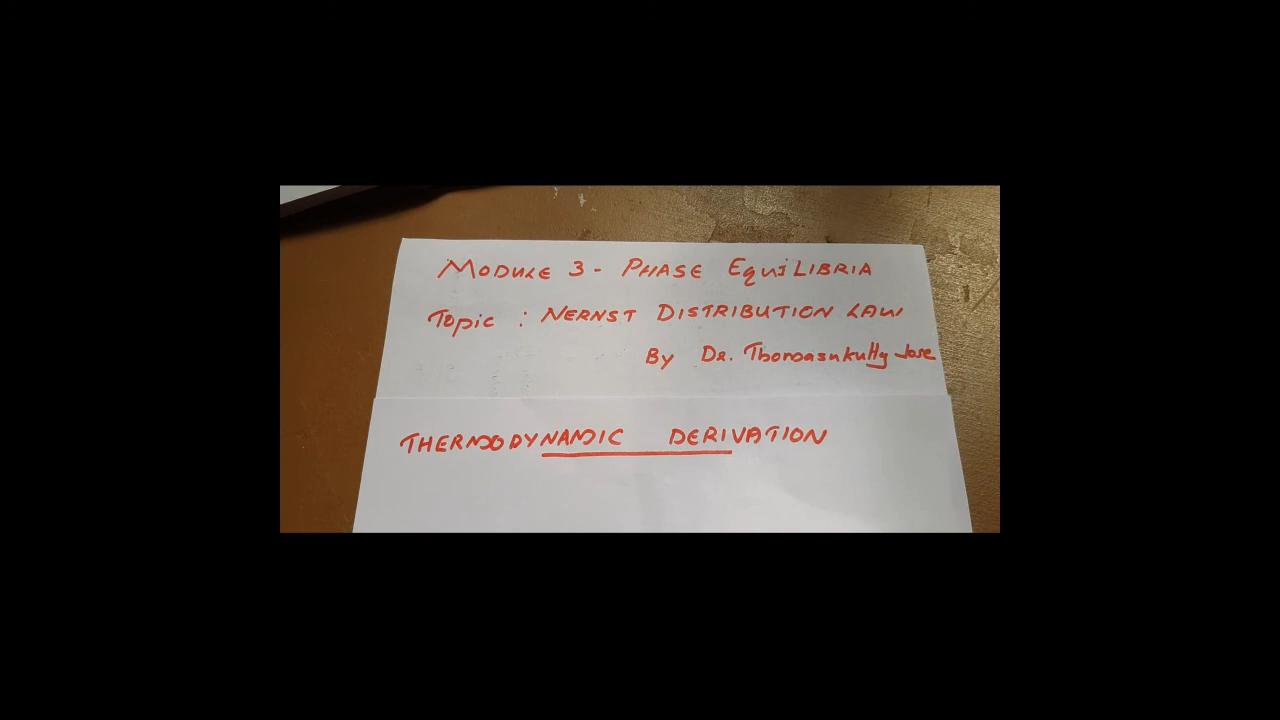 MODULE 3 - PHASE EQUILIBRIA
Topic : NERNST DISTRIBUTION LAW
By Dr. Thomasukutty Jose
THERMODYNAMIC DERIVATION